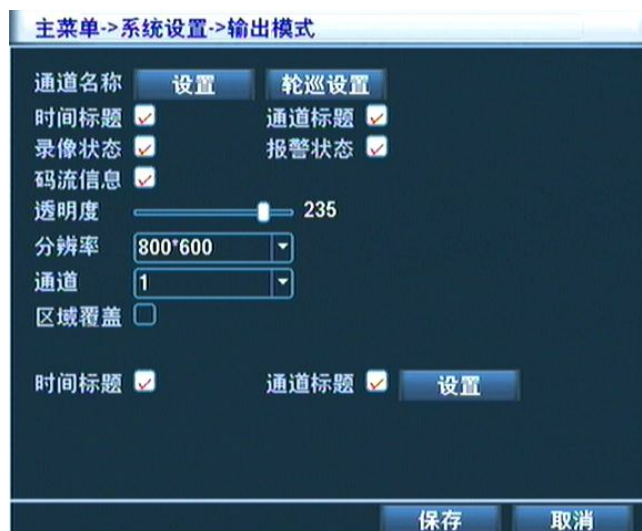 主菜单->系统设置->输出模式
通道名称 设置 轮巡设置
时间标题 通道标题
录像状态 报警状态
码流信息
透明度 235
分辨率 800*600
通道 1
区域覆盖
时间标题 通道标题 设置
保存 取消